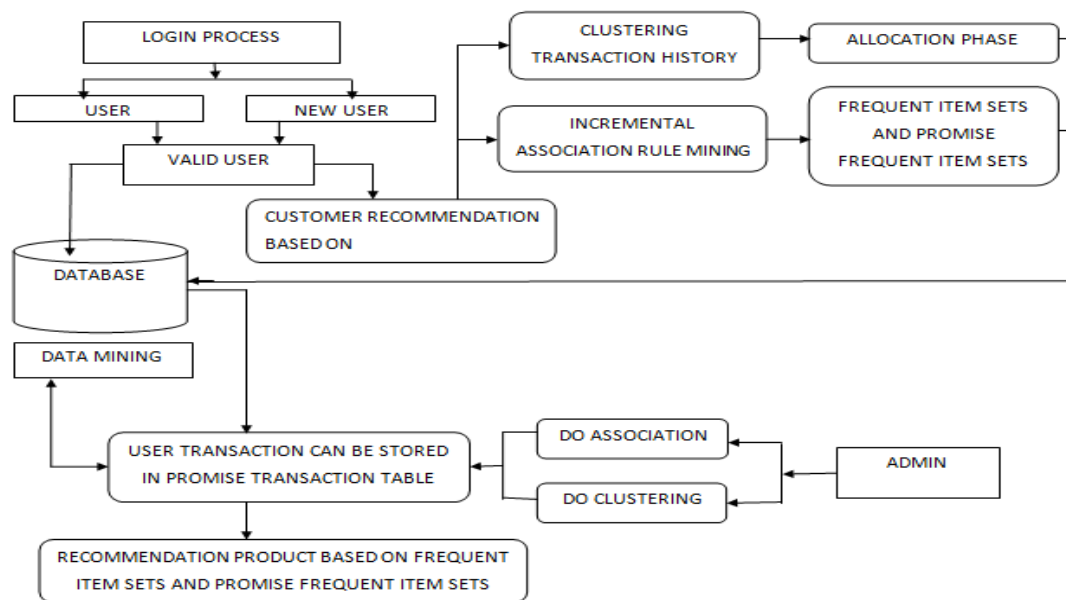 LOGIN PROCESS
USER
NEW USER
VALID USER
CUSTOMER RECOMMENDATION
BASED ON
CLUSTERING
TRANSACTION HISTORY
ALLOCATION PHASE
INCREMENTAL
ASSOCIATION RULE MINING
FREQUENT ITEM SETS
AND PROMISE
FREQUENT ITEM SETS
DATABASE
DATA MINING
USER TRANSACTION CAN BE STORED
IN PROMISE TRANSACTION TABLE
DO ASSOCIATION
DO CLUSTERING
ADMIN
RECOMMENDATION PRODUCT BASED ON FREQUENT
ITEM SETS AND PROMISE FREQUENT ITEM SETS